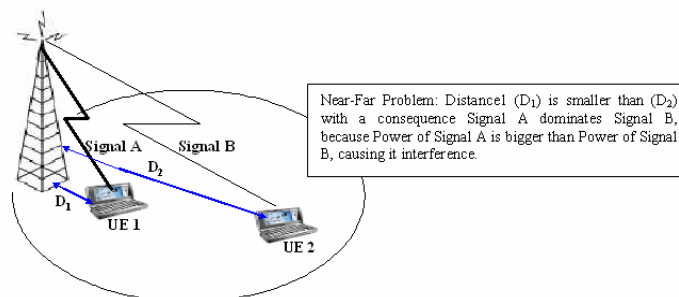 Near-Far Problem: Distance1 (D₁) is smaller than (D₂)
with a consequence Signal A dominates Signal B,
because Power of Signal A is bigger than Power of Signal
B, causing it interference.
Signal A
Signal B
D₂
D₁
UE 1
UE 2